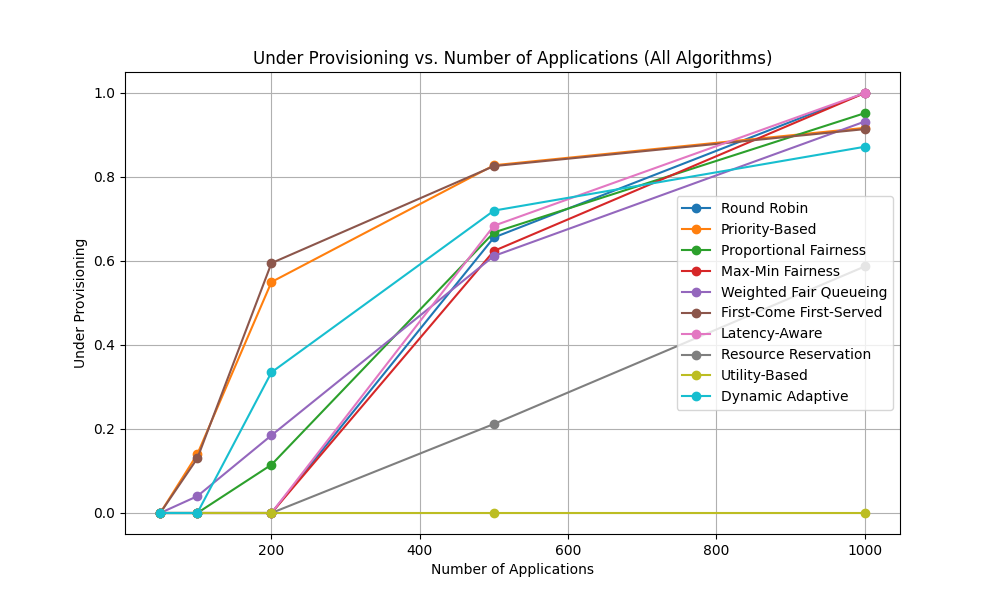 Under Provisioning vs. Number of Applications (All Algorithms)
Under Provisioning
1.0
0.8
0.6
0.4
0.2
0.0
Round Robin
Priority-Based
Proportional Fairness
Max-Min Fairness
Weighted Fair Queueing
First-Come First-Served
Latency-Aware
Resource Reservation
Utility-Based
Dynamic Adaptive
200 400 600 800 1000
Number of Applications